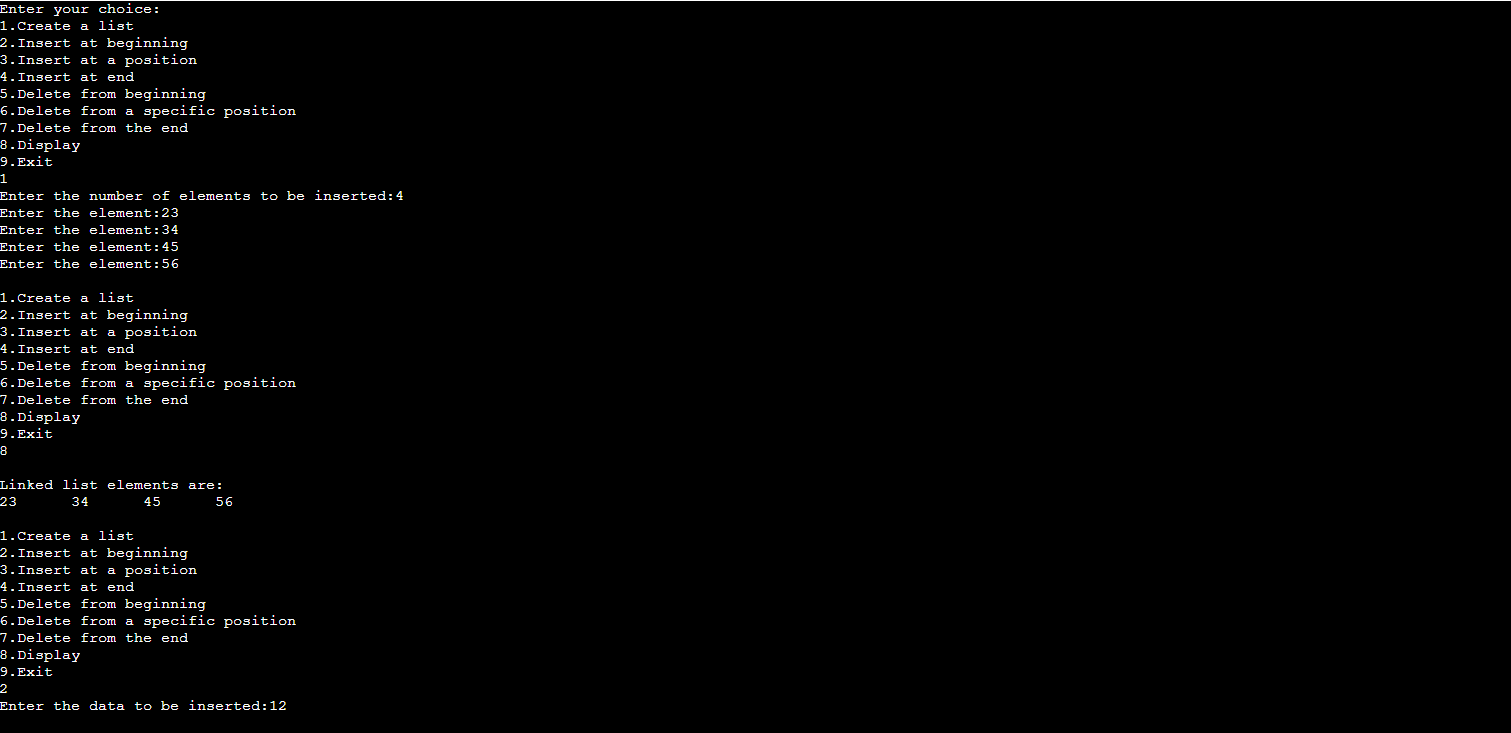 Enter your choice:
1.Create a list
2.Insert at beginning
3.Insert at a position
4.Insert at end
5.Delete from beginning
6.Delete from a specific position
7.Delete from the end
8.Display
9.Exit
1
Enter the number of elements to be inserted:4
Enter the element:23
Enter the element:34
Enter the element:45
Enter the element:56

1.Create a list
2.Insert at beginning
3.Insert at a position
4.Insert at end
5.Delete from beginning
6.Delete from a specific position
7.Delete from the end
8.Display
9.Exit
8

Linked list elements are:
23      34      45      56

1.Create a list
2.Insert at beginning
3.Insert at a position
4.Insert at end
5.Delete from beginning
6.Delete from a specific position
7.Delete from the end
8.Display
9.Exit
2
Enter the data to be inserted:12